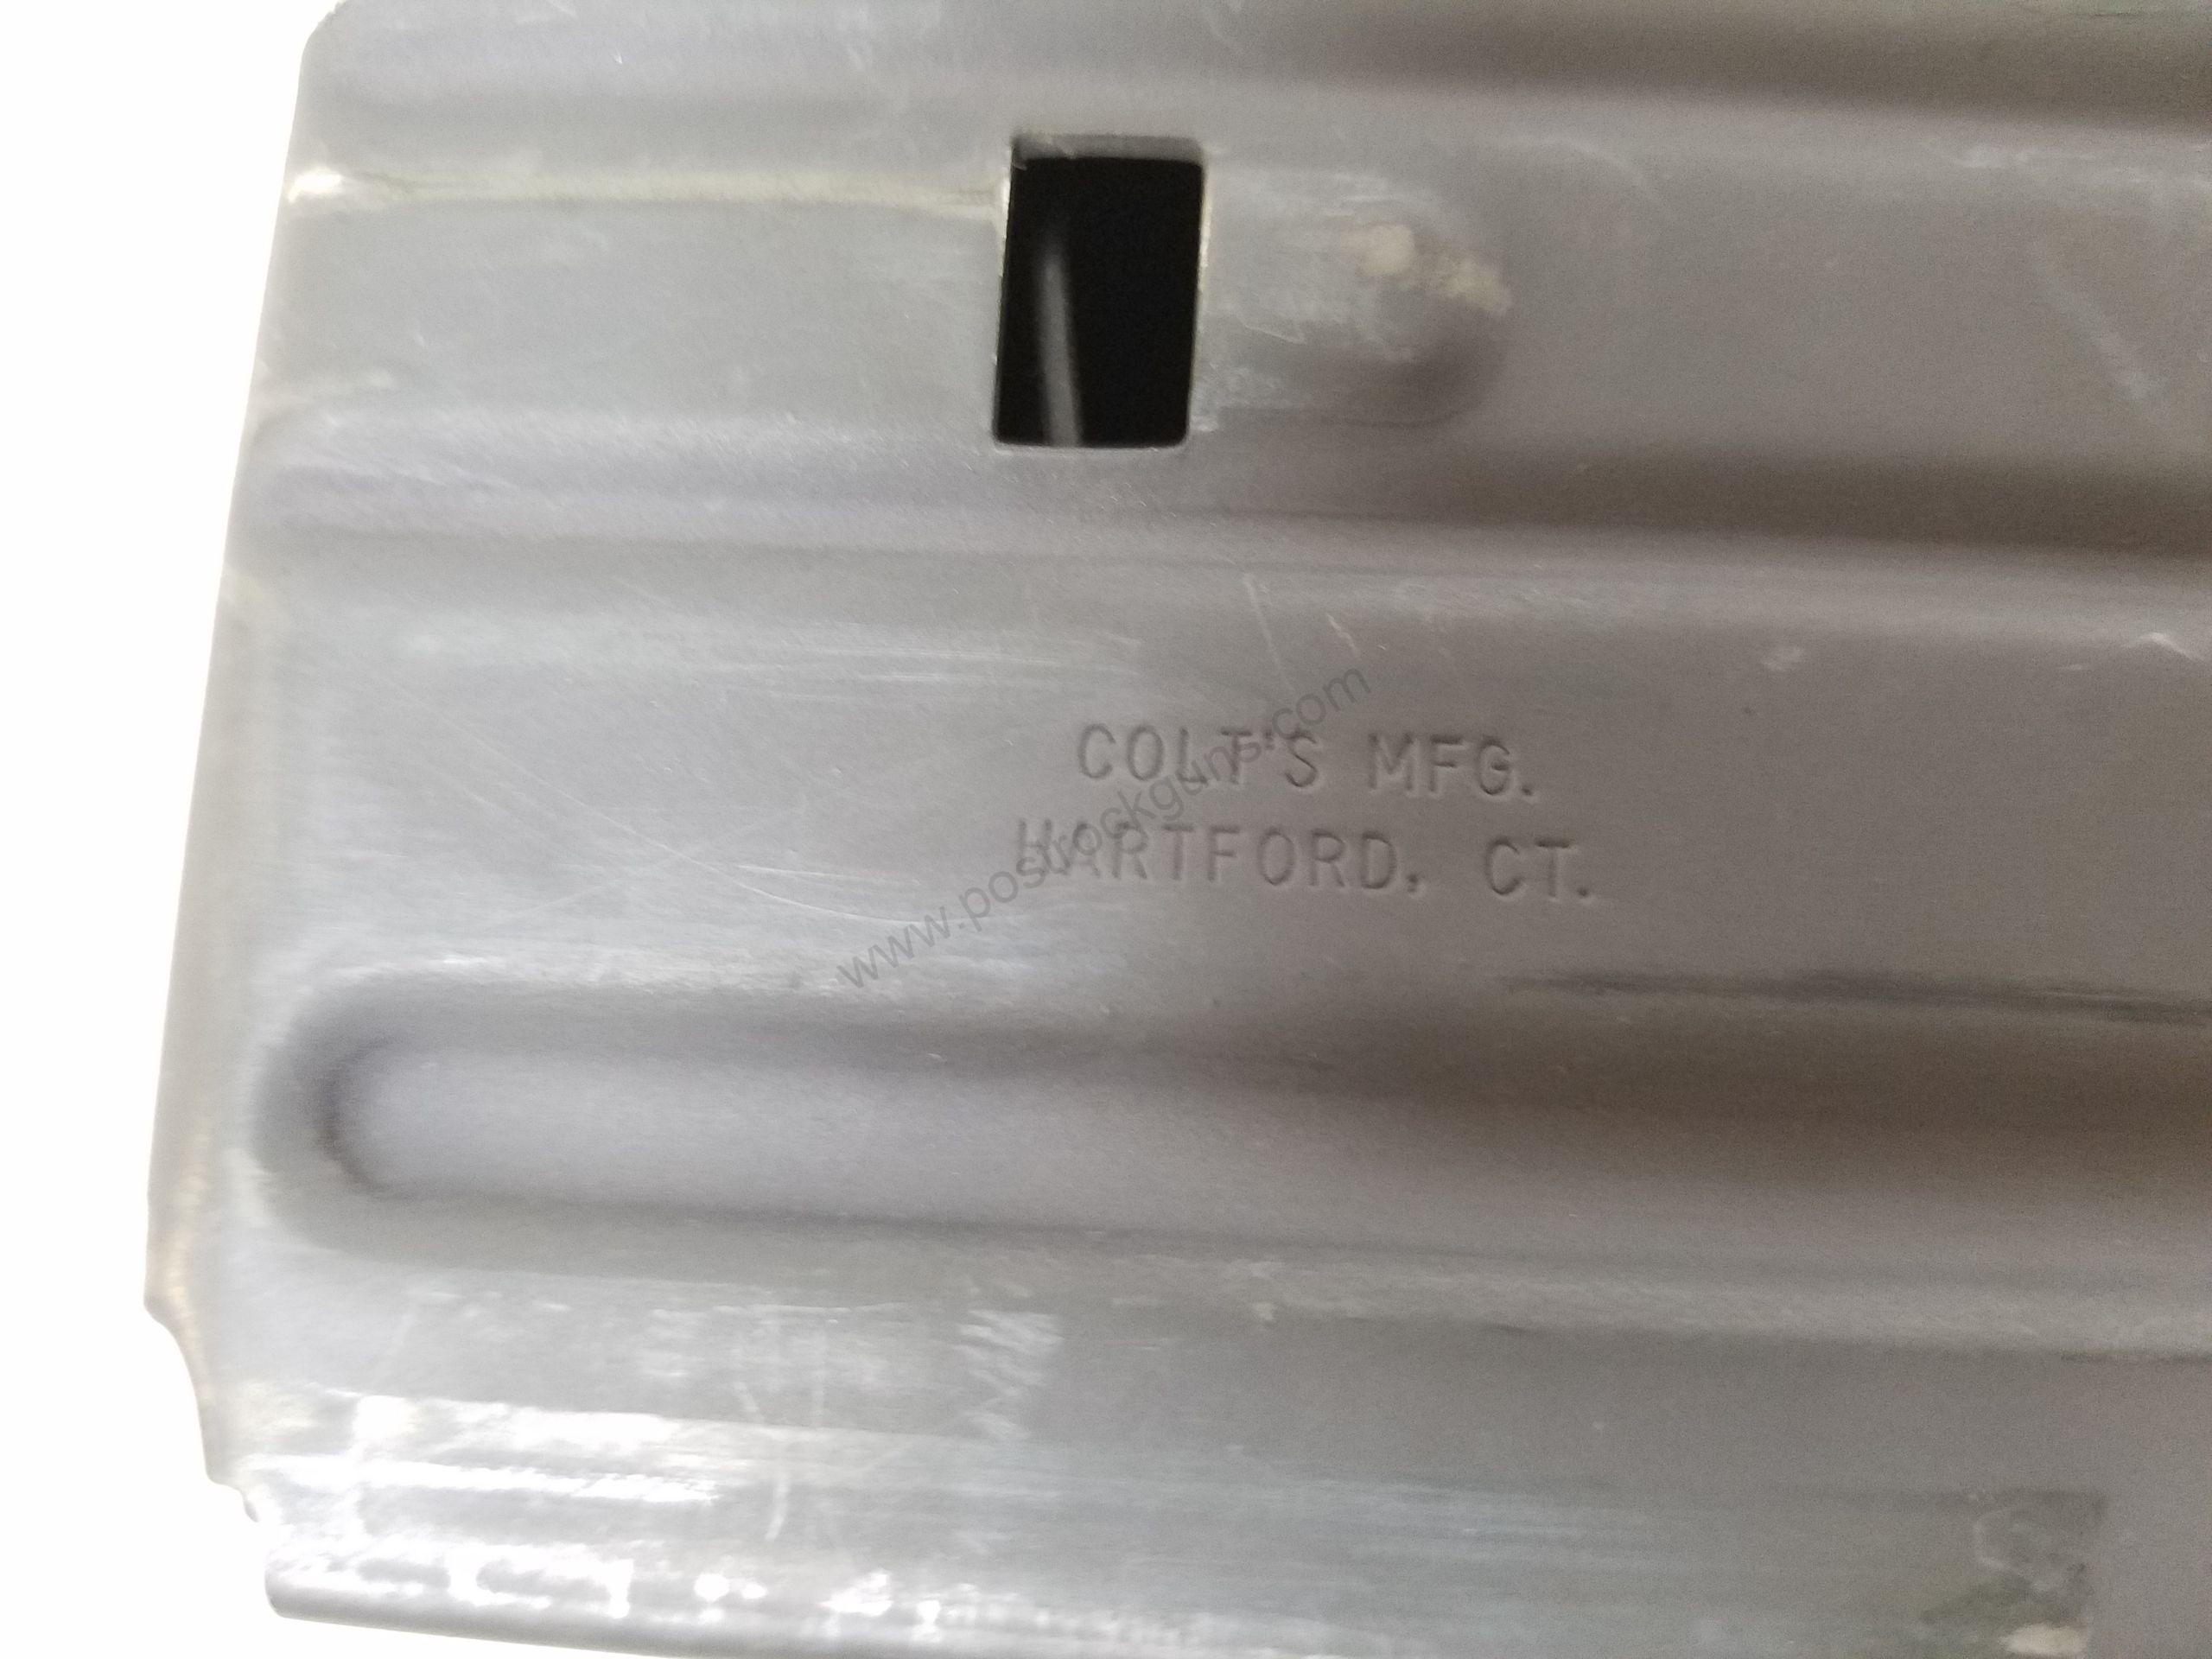 COLT'S MFG.
HARTFORD, CT.
www.postrockguns.com